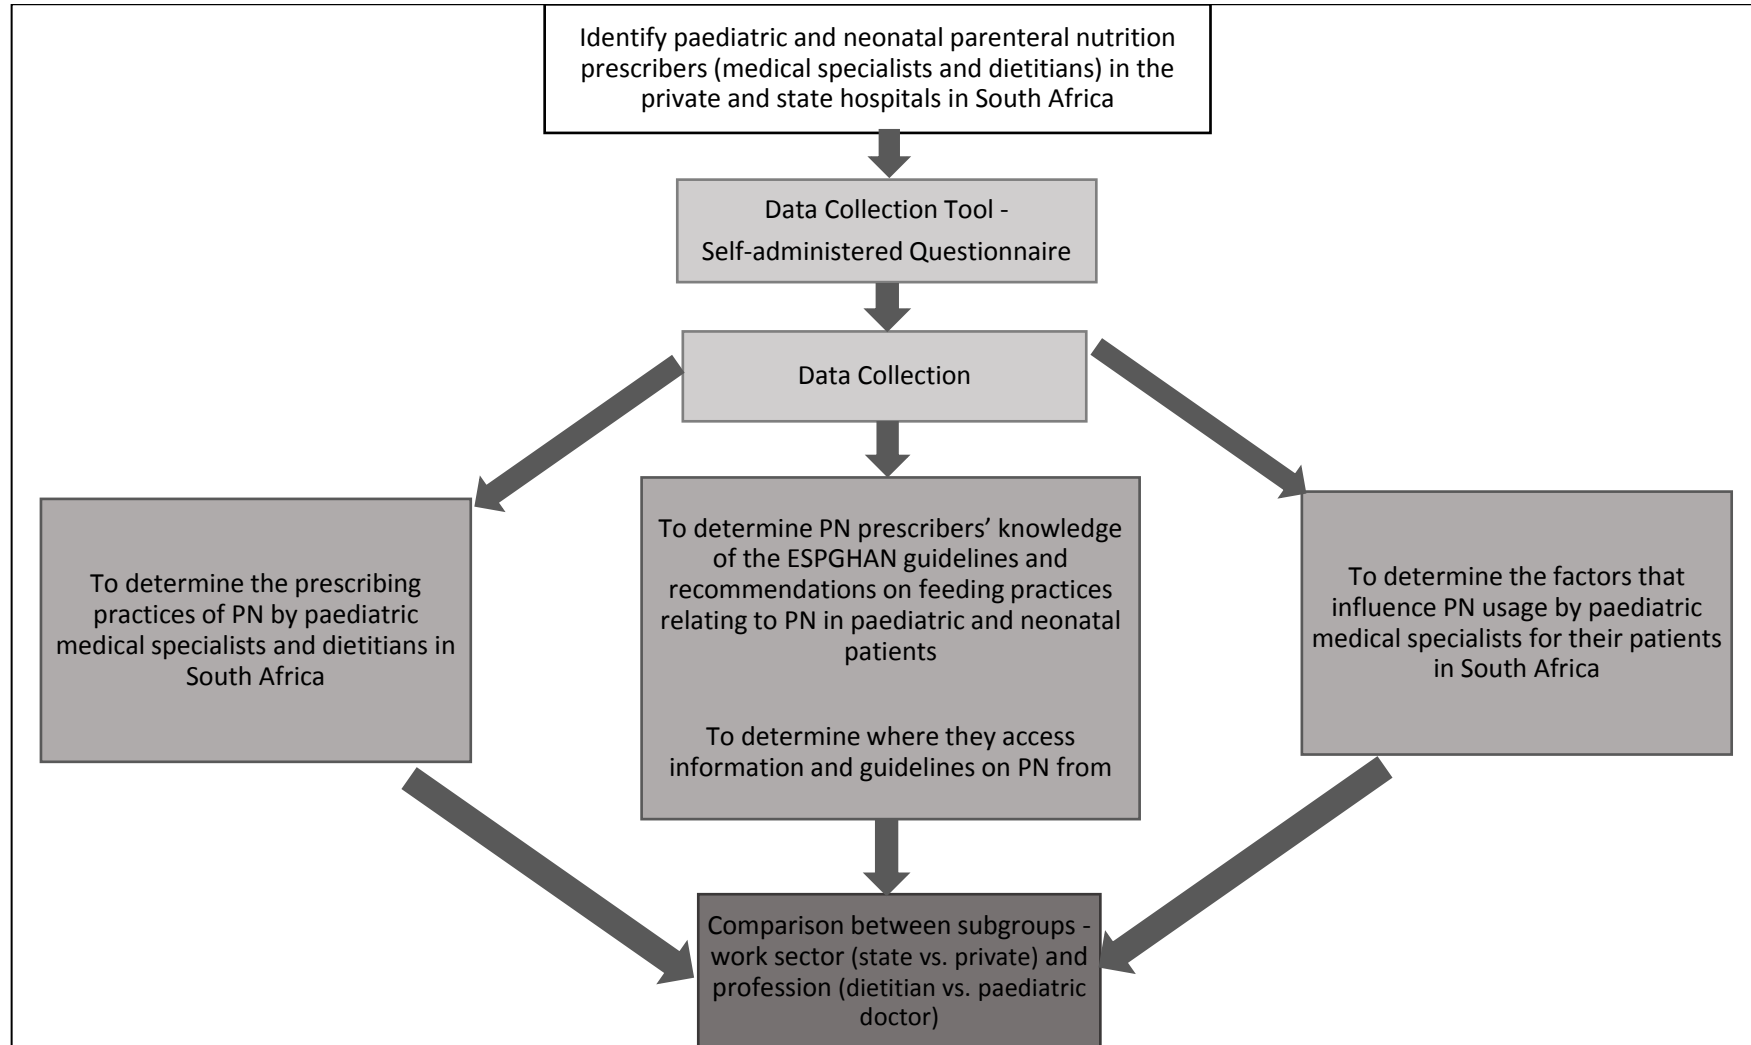 Identify paediatric and neonatal parenteral nutrition
prescribers (medical specialists and dietitians) in the
private and state hospitals in South Africa
Data Collection Tool -
Self-administered Questionnaire
Data Collection
To determine the prescribing
practices of PN by paediatric
medical specialists and dietitians in
South Africa
To determine PN prescribers’ knowledge
of the ESPGHAN guidelines and
recommendations on feeding practices
relating to PN in paediatric and neonatal
patients
To determine where they access
information and guidelines on PN from
To determine the factors that
influence PN usage by paediatric
medical specialists for their patients
in South Africa
Comparison between subgroups -
work sector (state vs. private) and
profession (dietitian vs. paediatric
doctor)